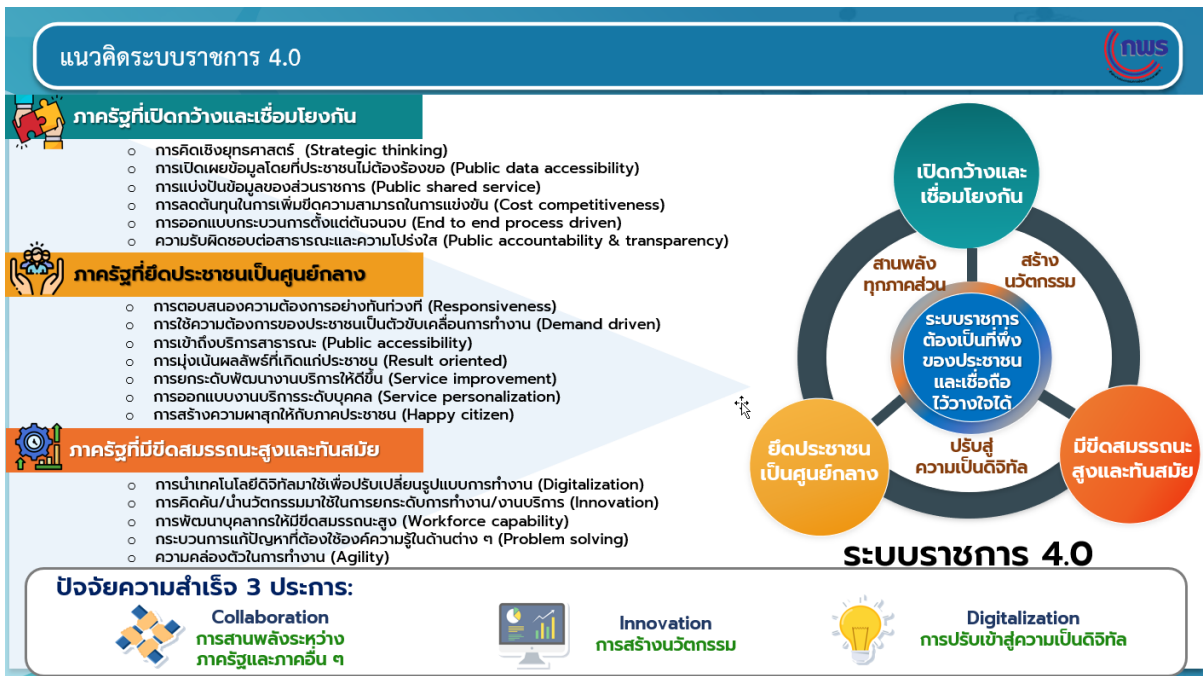 แนวคิดระบบราชการ 4.0
กพร
ภาครัฐที่เปิดกว้างและเชื่อมโยงกัน
○ การคิดเชิงยุทธศาสตร์ (Strategic thinking)
○ การเปิดเผยข้อมูลโดยที่ประชาชนไม่ต้องร้องขอ (Public data accessibility)
○ การแบ่งปันข้อมูลของส่วนราชการ (Public shared service)
○ การลดต้นทุนในการเพิ่มขีดความสามารถในการแข่งขัน (Cost competitiveness)
○ การออกแบบกระบวนการตั้งแต่ต้นจนจบ (End to end process driven)
○ ความรับผิดชอบต่อสาธารณะและความโปร่งใส (Public accountability & transparency)
ภาครัฐที่ยึดประชาชนเป็นศูนย์กลาง
○ การตอบสนองความต้องการอย่างทันท่วงที (Responsiveness)
○ การใช้ความต้องการของประชาชนเป็นตัวขับเคลื่อนการทำงาน (Demand driven)
○ การเข้าถึงบริการสาธารณะ (Public accessibility)
○ การมุ่งเน้นผลลัพธ์ที่เกิดแก่ประชาชน (Result oriented)
○ การยกระดับพัฒนางานบริการให้ดีขึ้น (Service improvement)
○ การออกแบบงานบริการระดับบุคคล (Service personalization)
○ การสร้างความผาสุกให้กับภาคประชาชน (Happy citizen)
ภาครัฐที่มีขีดสมรรถนะสูงและทันสมัย
○ การนำเทคโนโลยีดิจิทัลมาใช้เพื่อปรับเปลี่ยนรูปแบบการทำงาน (Digitalization)
○ การคิดค้น/นำนวัตกรรมมาใช้ในการยกระดับการทำงาน/งานบริการ (Innovation)
○ การพัฒนาบุคลากรให้มีขีดสมรรถนะสูง (Workforce capability)
○ กระบวนการแก้ปัญหาที่ต้องใช้องค์ความรู้ในด้านต่าง ๆ (Problem solving)
○ ความคล่องตัวในการทำงาน (Agility)
เปิดกว้างและ
เชื่อมโยงกัน
สานพลัง
ทุกภาคส่วน
สร้าง
นวัตกรรม
ระบบราชการ
ต้องเป็นที่พึ่ง
ของประชาชน
และเชื่อถือ
ไว้วางใจได้
ยึดประชาชน
เป็นศูนย์กลาง
ปรับสู่
ความเป็นดิจิทัล
มีขีดสมรรถนะ
สูงและทันสมัย
ระบบราชการ 4.0
ปัจจัยความสำเร็จ 3 ประการ:
Collaboration
การสานพลังระหว่าง
ภาครัฐและภาคอื่น ๆ
Innovation
การสร้างนวัตกรรม
Digitalization
การปรับเข้าสู่ความเป็นดิจิทัล